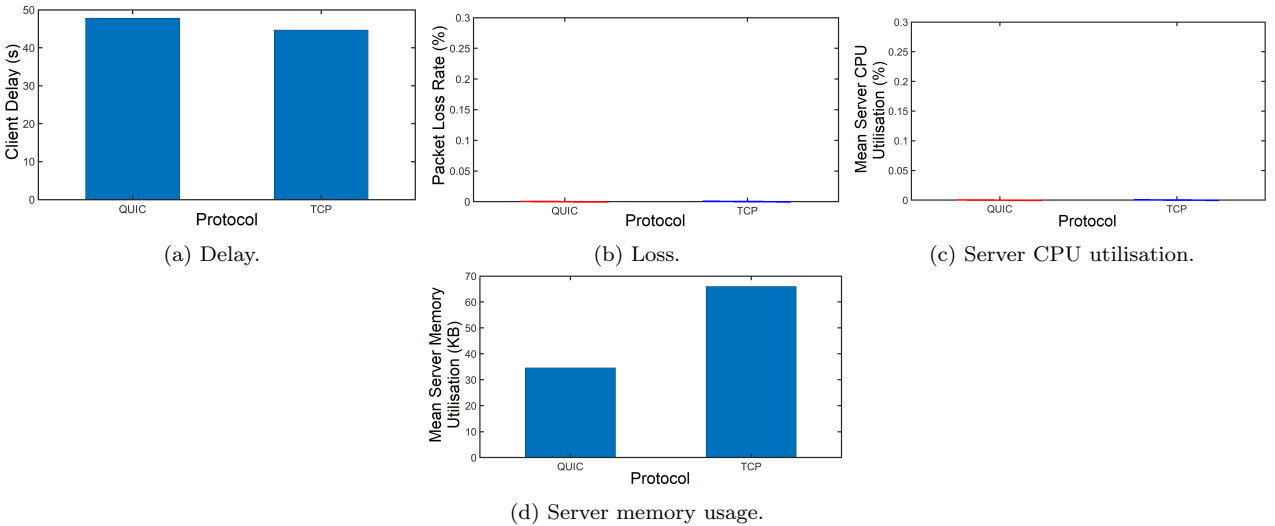 50
40
30
20
10
0
Client Delay (s)
QUIC
TCP
Protocol
(a) Delay.
0.3
0.25
0.2
0.15
0.1
0.05
0
Packet Loss Rate (%)
QUIC
TCP
Protocol
(b) Loss.
0.3
0.25
0.2
0.15
0.1
0.05
0
Mean Server CPU
Utilisation (%)
QUIC
TCP
Protocol
(c) Server CPU utilisation.
70
60
50
40
30
20
10
0
Mean Server Memory
Utilisation (KB)
QUIC
TCP
Protocol
(d) Server memory usage.